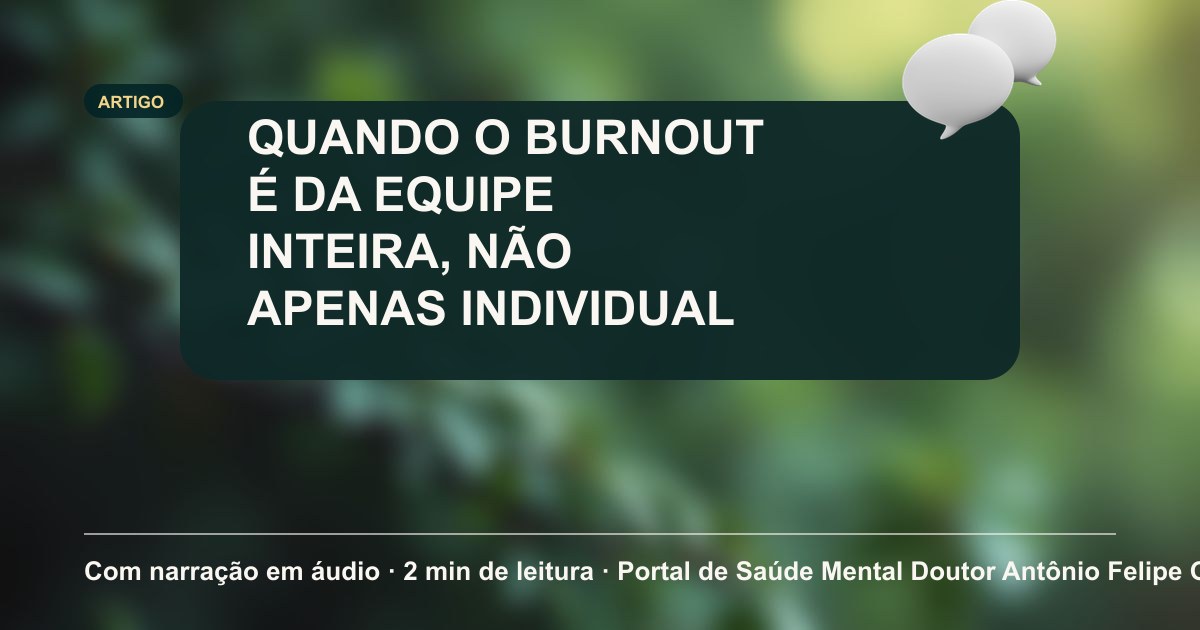 ARTIGO
QUANDO O BURNOUT
É DA EQUIPE
INTEIRA, NÃO
APENAS INDIVIDUAL
Com narração em áudio · 2 min de leitura · Portal de Saúde Mental Doutor Antônio Felipe